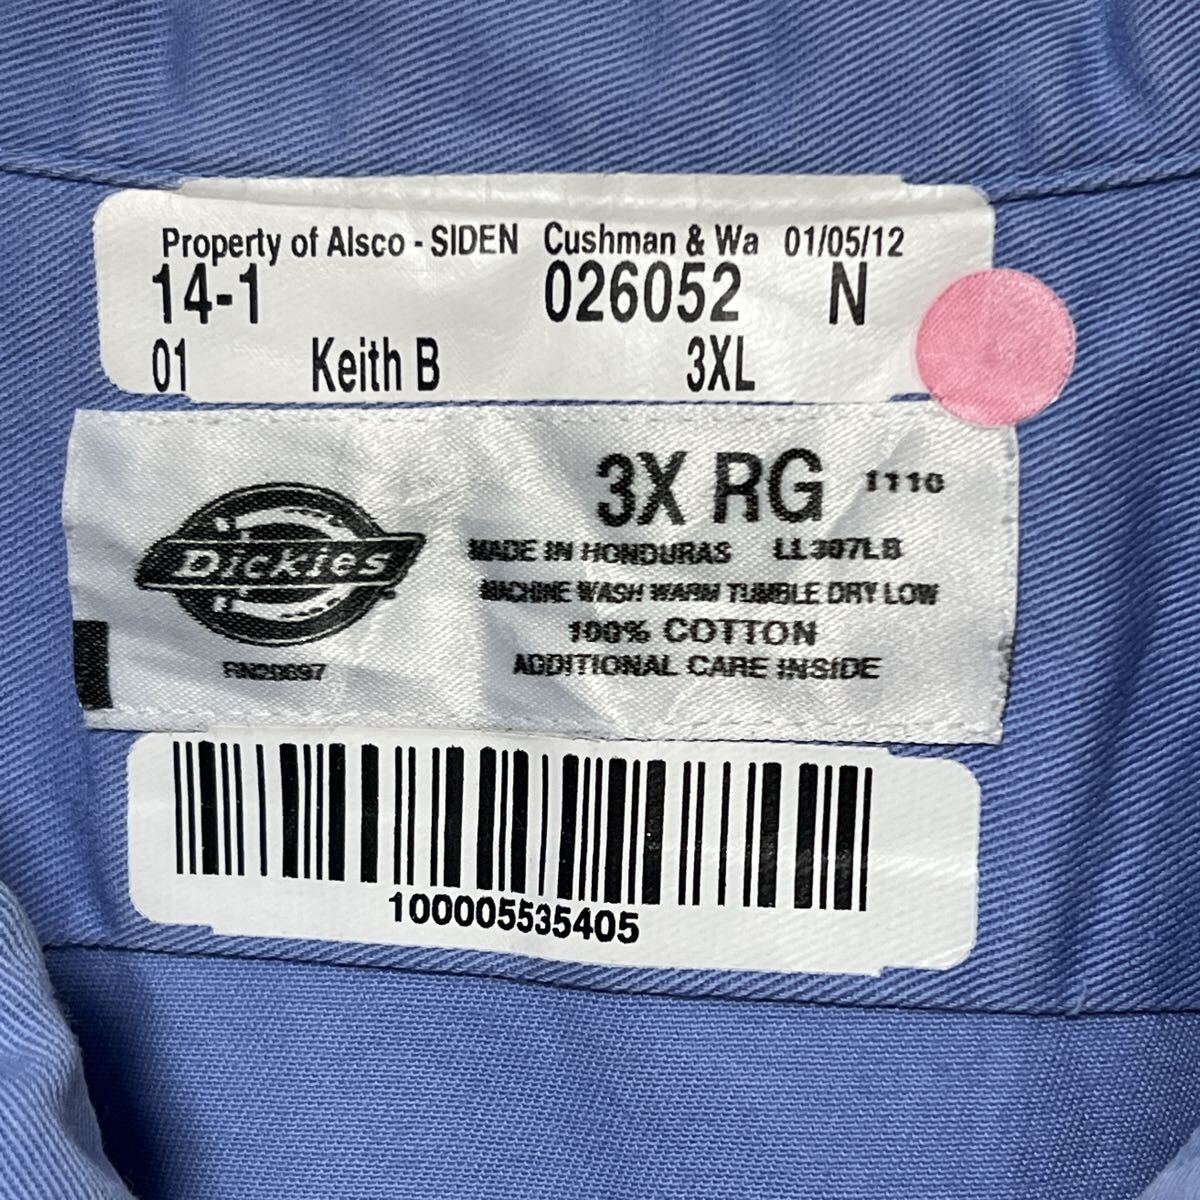 Property of Alsco - SIDEN Cushman & Wa 01/05/12
14-1 026052 N
01 Keith B 3XL
3X RG 1110
Dickies
MADE IN HONDURAS LL307LB
MACHINE WASH WARM TUMBLE DRY LOW
100% COTTON
ADDITIONAL CARE INSIDE
RN20697
100005535405